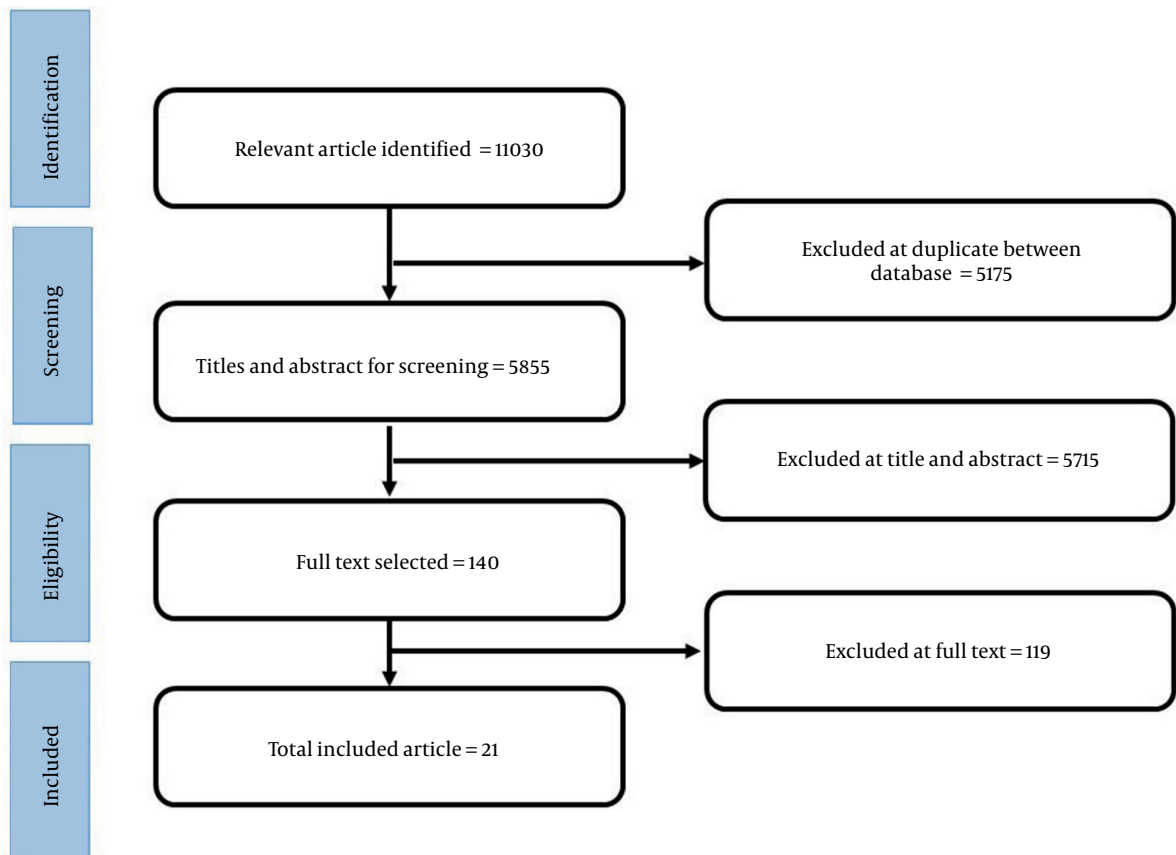 Identification
Relevant article identified = 11030
Excluded at duplicate between
database = 5175
Screening
Titles and abstract for screening = 5855
Excluded at title and abstract = 5715
Eligibility
Full text selected = 140
Excluded at full text = 119
Included
Total included article = 21